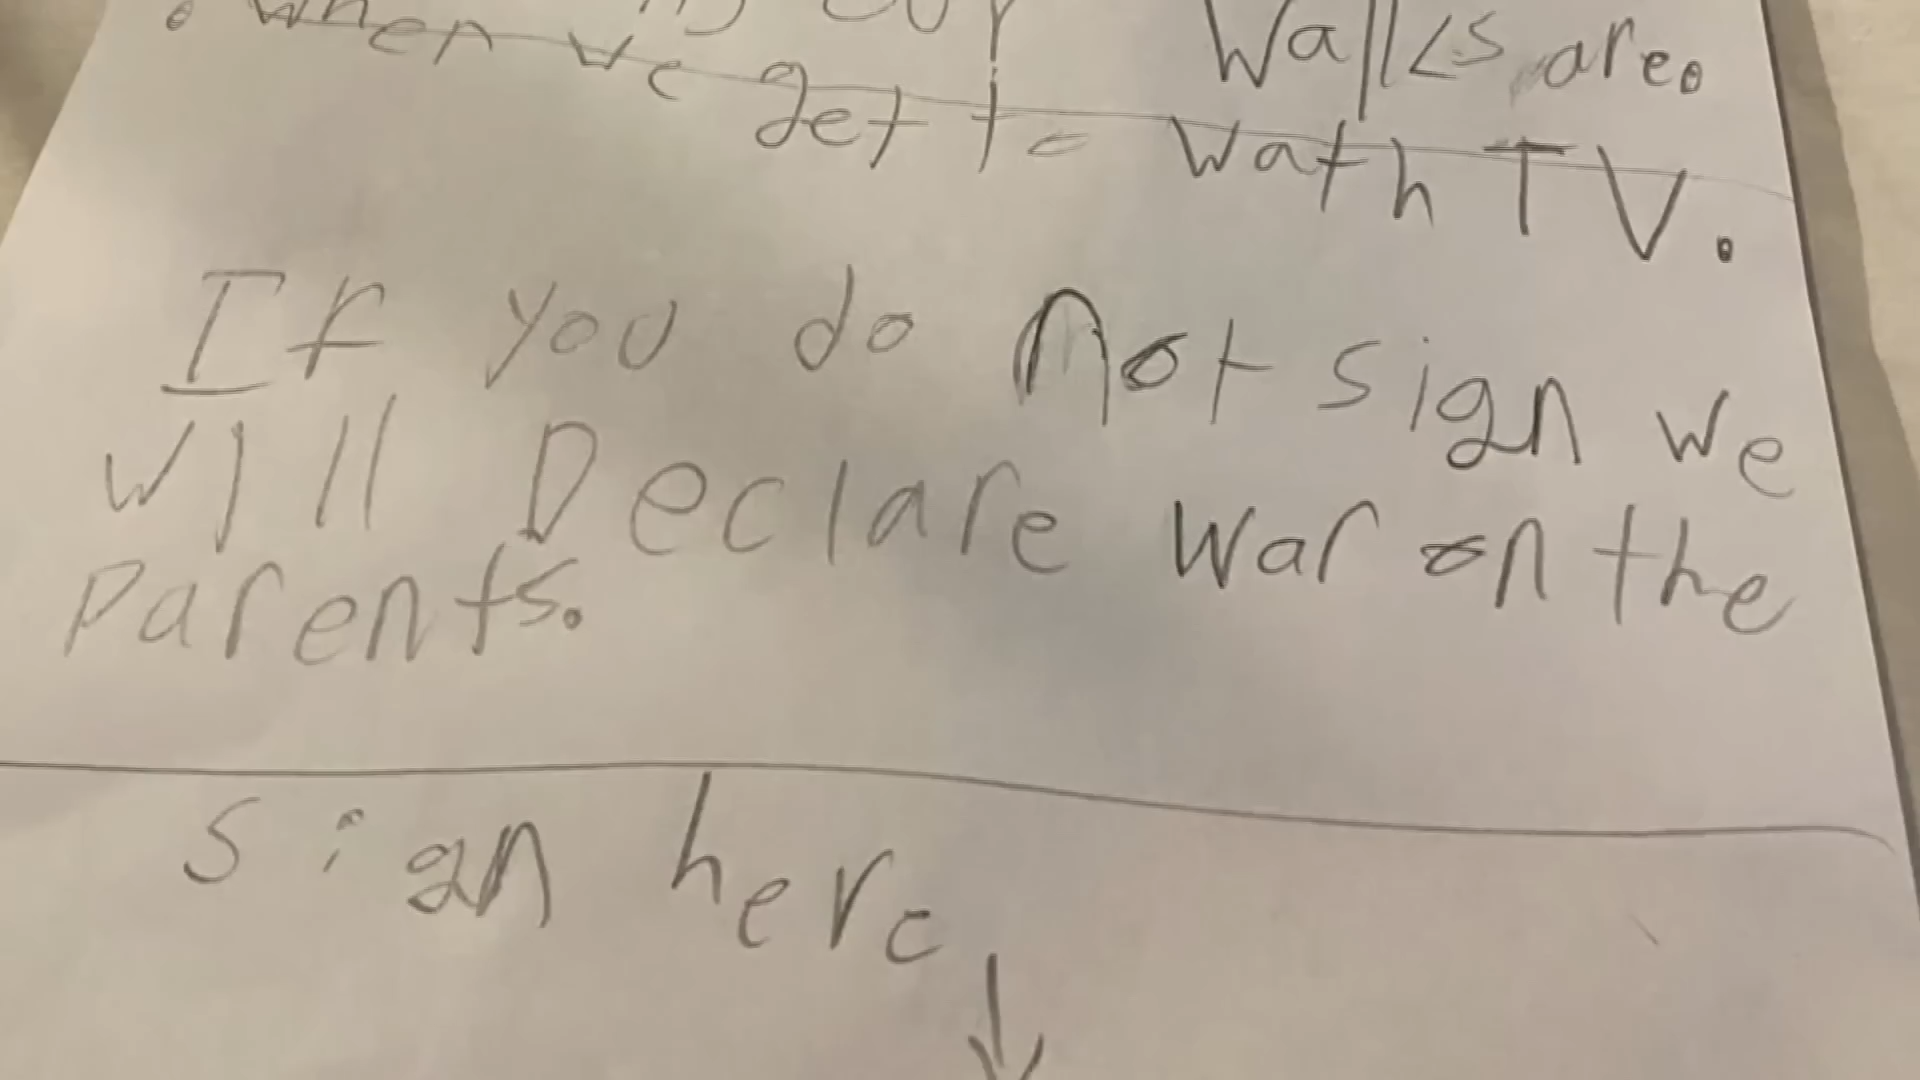 Walks are.
• When we get to wath TV.
If you do not sign we
will Declare war on the
Parents.
sign here